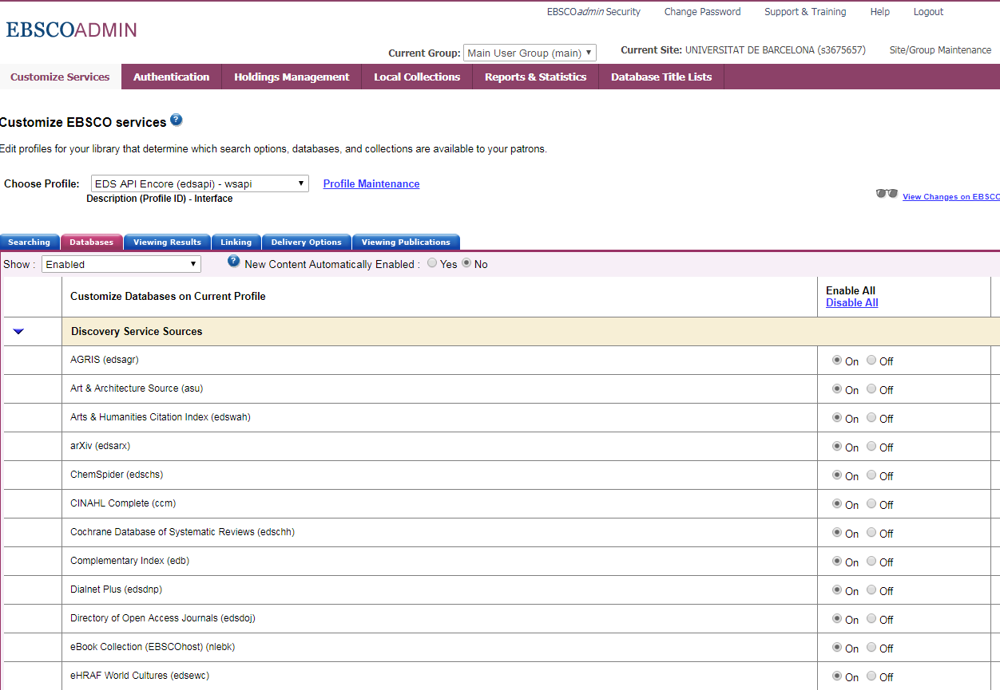 EBSCOadmin Security Change Password Support & Training Help Logout
EBSCOADMIN
Current Group: Main User Group (main) Current Site: UNIVERSITAT DE BARCELONA (s3675657) Site/Group Maintenance
Customize Services Authentication Holdings Management Local Collections Reports & Statistics Database Title Lists
Customize EBSCO services ?
Edit profiles for your library that determine which search options, databases, and collections are available to your patrons.
Choose Profile: EDS API Encore (edsapi) - wsapi Profile Maintenance
Description (Profile ID) - Interface
View Changes on EBSCO
Searching Databases Viewing Results Linking Delivery Options Viewing Publications
Show : Enabled ? New Content Automatically Enabled : Yes No
Customize Databases on Current Profile
Enable All
Disable All
Discovery Service Sources
AGRIS (edsagr) On Off
Art & Architecture Source (asu) On Off
Arts & Humanities Citation Index (edswah) On Off
arXiv (edsarx) On Off
ChemSpider (edschs) On Off
CINAHL Complete (ccm) On Off
Cochrane Database of Systematic Reviews (edschh) On Off
Complementary Index (edb) On Off
Dialnet Plus (edsdnp) On Off
Directory of Open Access Journals (edsdoj) On Off
eBook Collection (EBSCOhost) (nlebk) On Off
eHRAF World Cultures (edsewc) On Off